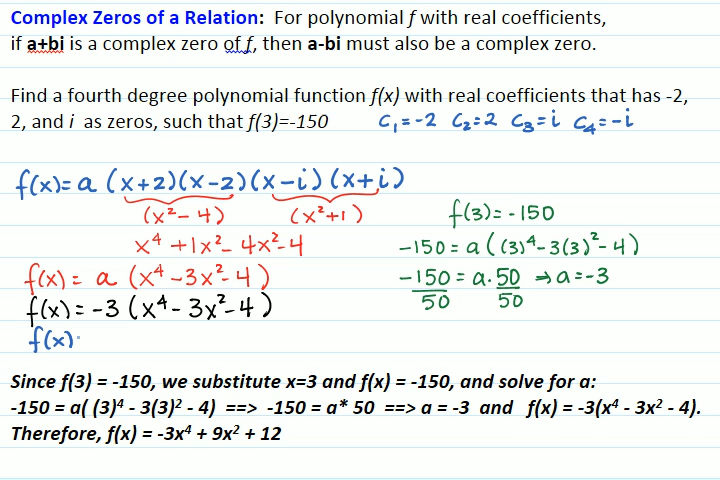 Complex Zeros of a Relation: For polynomial f with real coefficients,
if a+bi is a complex zero of f, then a-bi must also be a complex zero.
Find a fourth degree polynomial function f(x) with real coefficients that has -2,
2, and i as zeros, such that f(3)=-150 C₁=-2 C₂=2 C₃=i C₄=-i
f(x)= a (x+2)(x-2)(x-i)(x+i)
(x²-4) (x²+1)
f(3)=-150
x⁴ +1x²- 4x²-4
-150 = a((3)⁴-3(3)²-4)
f(x) = a (x⁴-3x²-4)
-150 = a·50 ⇒ a=-3
50 50
f(x) = -3 (x⁴- 3x²-4)
f(x)
Since f(3) = -150, we substitute x=3 and f(x) = -150, and solve for a:
-150 = a( (3)⁴ - 3(3)² - 4) ==> -150 = a* 50 ==> a = -3 and f(x) = -3(x⁴ - 3x² - 4).
Therefore, f(x) = -3x⁴ + 9x² + 12